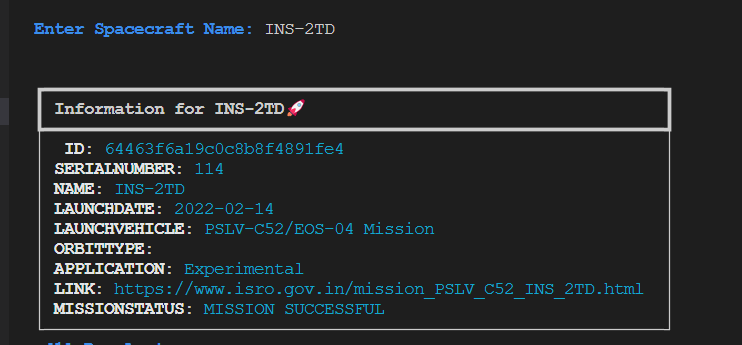 Enter Spacecraft Name: INS-2TD
Information for INS-2TD🚀
ID: 64463f6a19c0c8b8f4891fe4
SERIALNUMBER: 114
NAME: INS-2TD
LAUNCHDATE: 2022-02-14
LAUNCHVEHICLE: PSLV-C52/EOS-04 Mission
ORBITTYPE:
APPLICATION: Experimental
LINK: https://www.isro.gov.in/mission_PSLV_C52_INS_2TD.html
MISSIONSTATUS: MISSION SUCCESSFUL